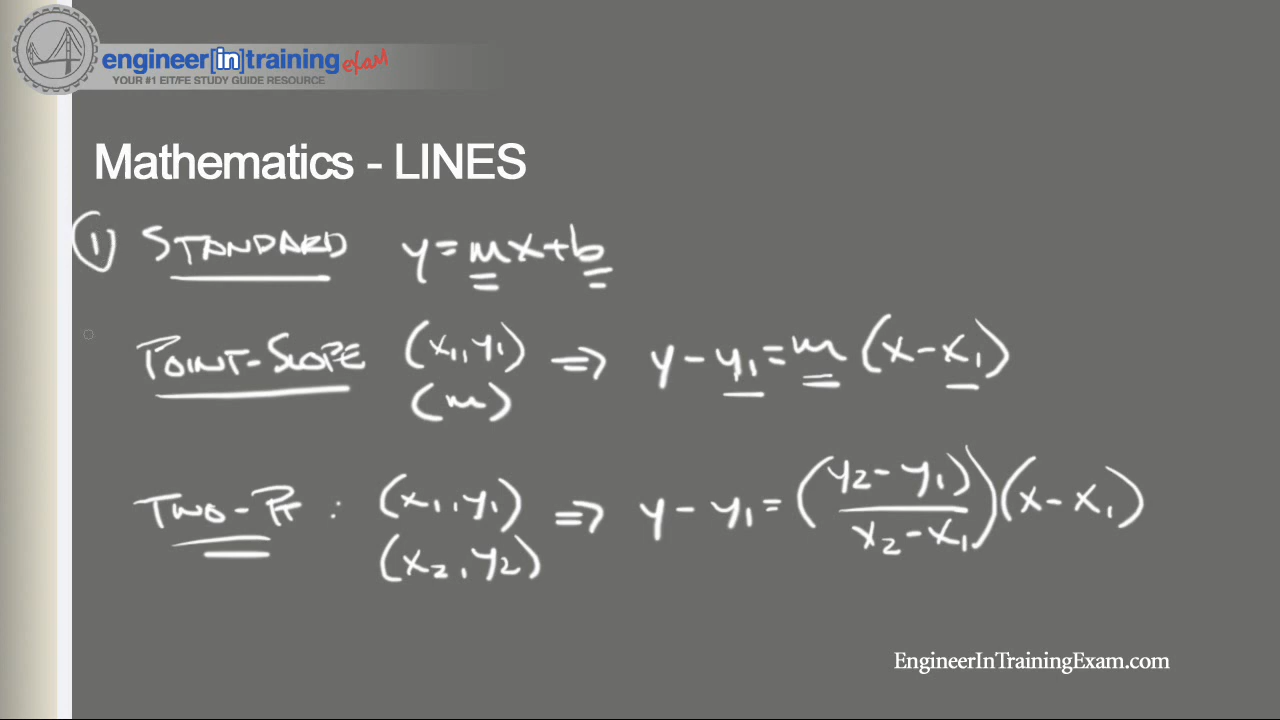 engineer[in]training exam
YOUR #1 EIT/FE STUDY GUIDE RESOURCE
Mathematics - LINES
① STANDARD y = mx + b
POINT-SLOPE (x₁, y₁) ⇒ y - y₁ = m (x - x₁)
(m)
TWO-PT : (x₁, y₁) ⇒ y - y₁ = ((y₂ - y₁)/(x₂ - x₁)) (x - x₁)
(x₂, y₂)
EngineerInTrainingExam.com